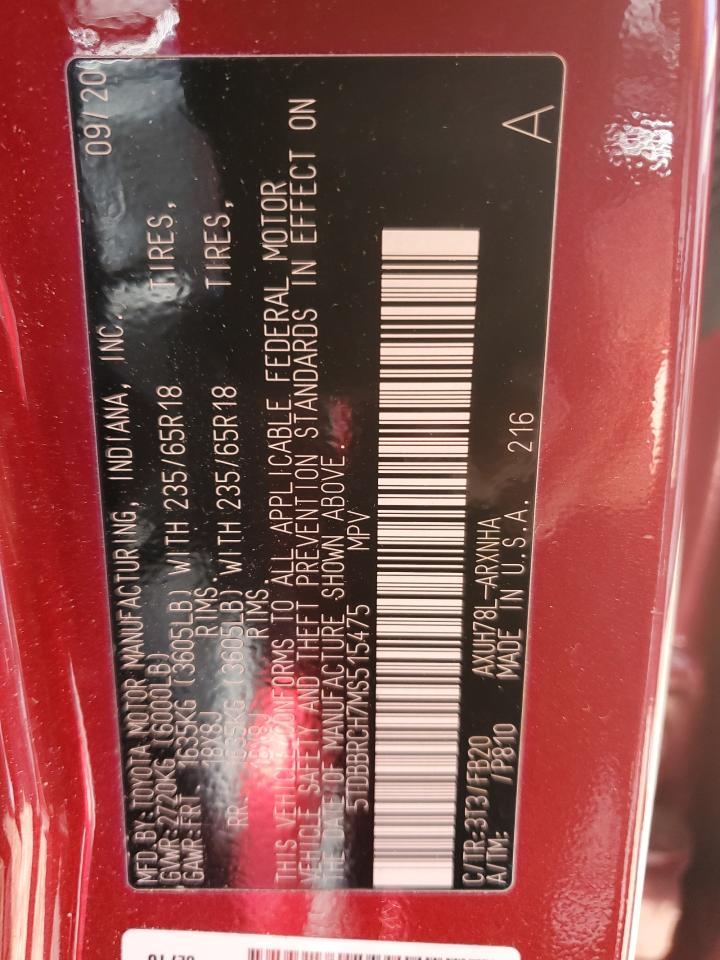 MFD.BY:TOYOTA MOTOR MANUFACTURING, INDIANA, INC. 09/20
GVWR:2720KG (6000LB)
GAWR:FRT 1635KG (3605LB) WITH 235/65R18 TIRES,
18X8J RIMS.
RR. 1635KG (3605LB) WITH 235/65R18 TIRES,
18X8J RIMS.
THIS VEHICLE CONFORMS TO ALL APPLICABLE FEDERAL MOTOR
VEHICLE SAFETY AND THEFT PREVENTION STANDARDS IN EFFECT ON
THE DATE OF MANUFACTURE SHOWN ABOVE.
5TDBBRCH7MS515475 MPV
C/TR:3T3/FB20 AXUH78L-ARXNHA
A/TM: /P810 MADE IN U.S.A. 216
A